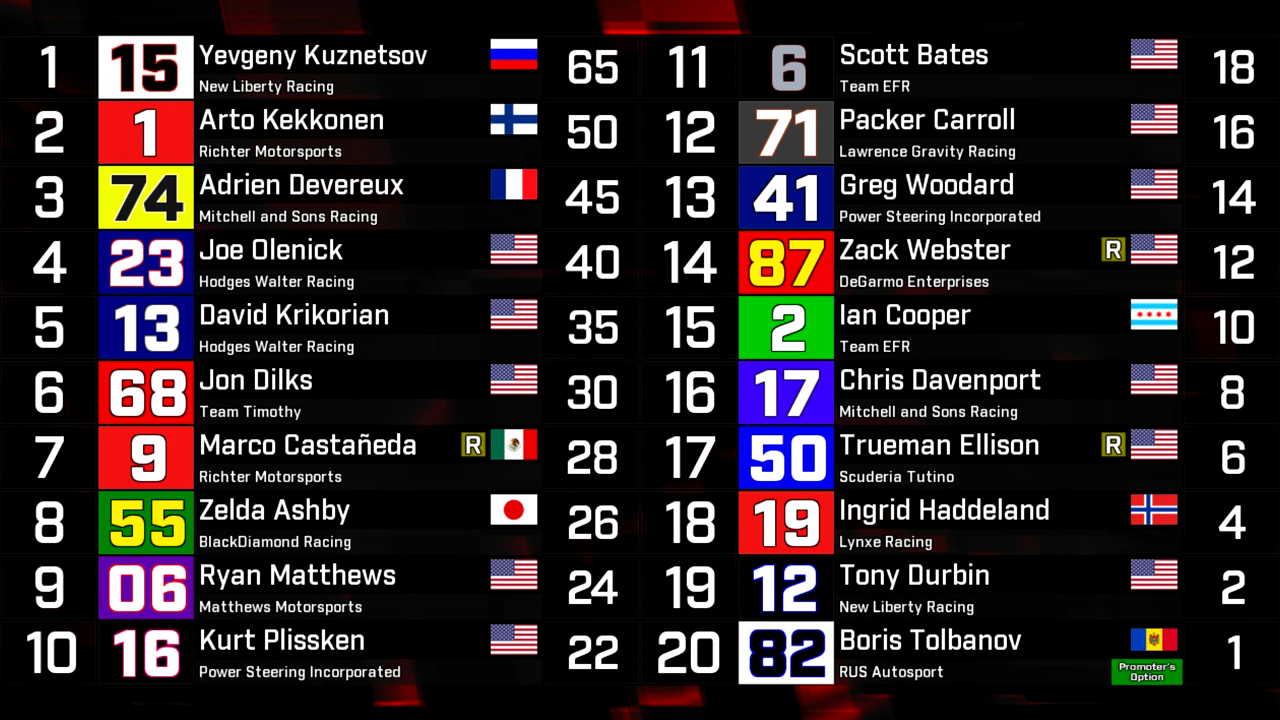 1 15 Yevgeny Kuznetsov 65
New Liberty Racing
2 1 Arto Kekkonen 50
Richter Motorsports
3 74 Adrien Devereux 45
Mitchell and Sons Racing
4 23 Joe Olenick 40
Hodges Walter Racing
5 13 David Krikorian 35
Hodges Walter Racing
6 68 Jon Dilks 30
Team Timothy
7 9 Marco Castañeda R 28
Richter Motorsports
8 55 Zelda Ashby 26
BlackDiamond Racing
9 06 Ryan Matthews 24
Matthews Motorsports
10 16 Kurt Plissken 22
Power Steering Incorporated
11 6 Scott Bates 18
Team EFR
12 71 Packer Carroll 16
Lawrence Gravity Racing
13 41 Greg Woodard 14
Power Steering Incorporated
14 87 Zack Webster R 12
DeGarmo Enterprises
15 2 Ian Cooper 10
Team EFR
16 17 Chris Davenport 8
Mitchell and Sons Racing
17 50 Trueman Ellison R 6
Scuderia Tutino
18 19 Ingrid Haddeland 4
Lynxe Racing
19 12 Tony Durbin 2
New Liberty Racing
20 82 Boris Tolbanov 1
RUS Autosport
Promoter's
Option